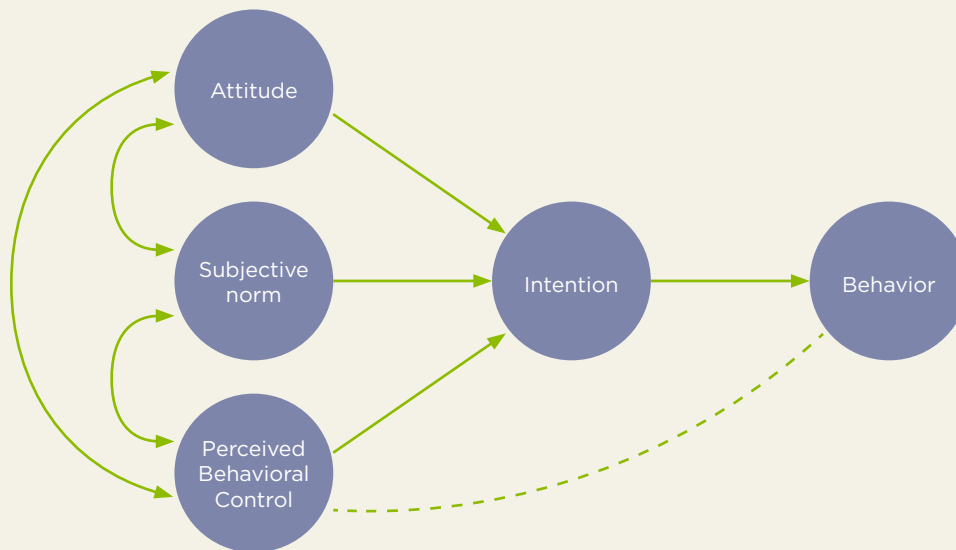 Attitude
Subjective
norm
Intention
Behavior
Perceived
Behavioral
Control